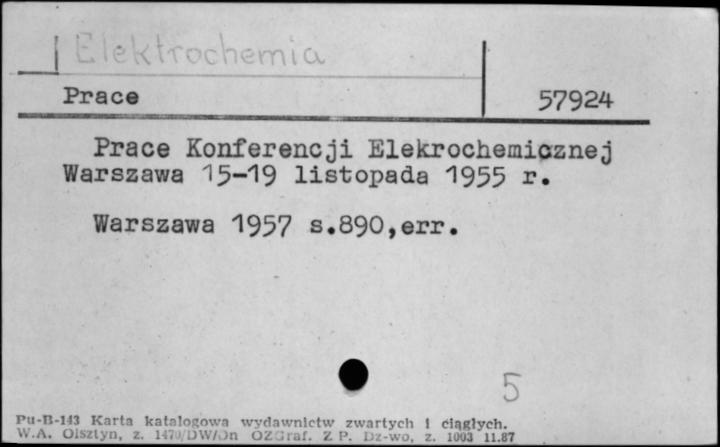 Elektrochemia
Prace 57924
Prace Konferencji Elekrochemicznej
Warszawa 15-19 listopada 1955 r.
Warszawa 1957 s.890,err.
5
Pu-B-143 Karta katalogowa wydawnictw zwartych i ciągłych.
W.A. Olsztyn, z. 1470/DW/Dn OZGraf. Z P. Dz-wo, z. 1003 11.87